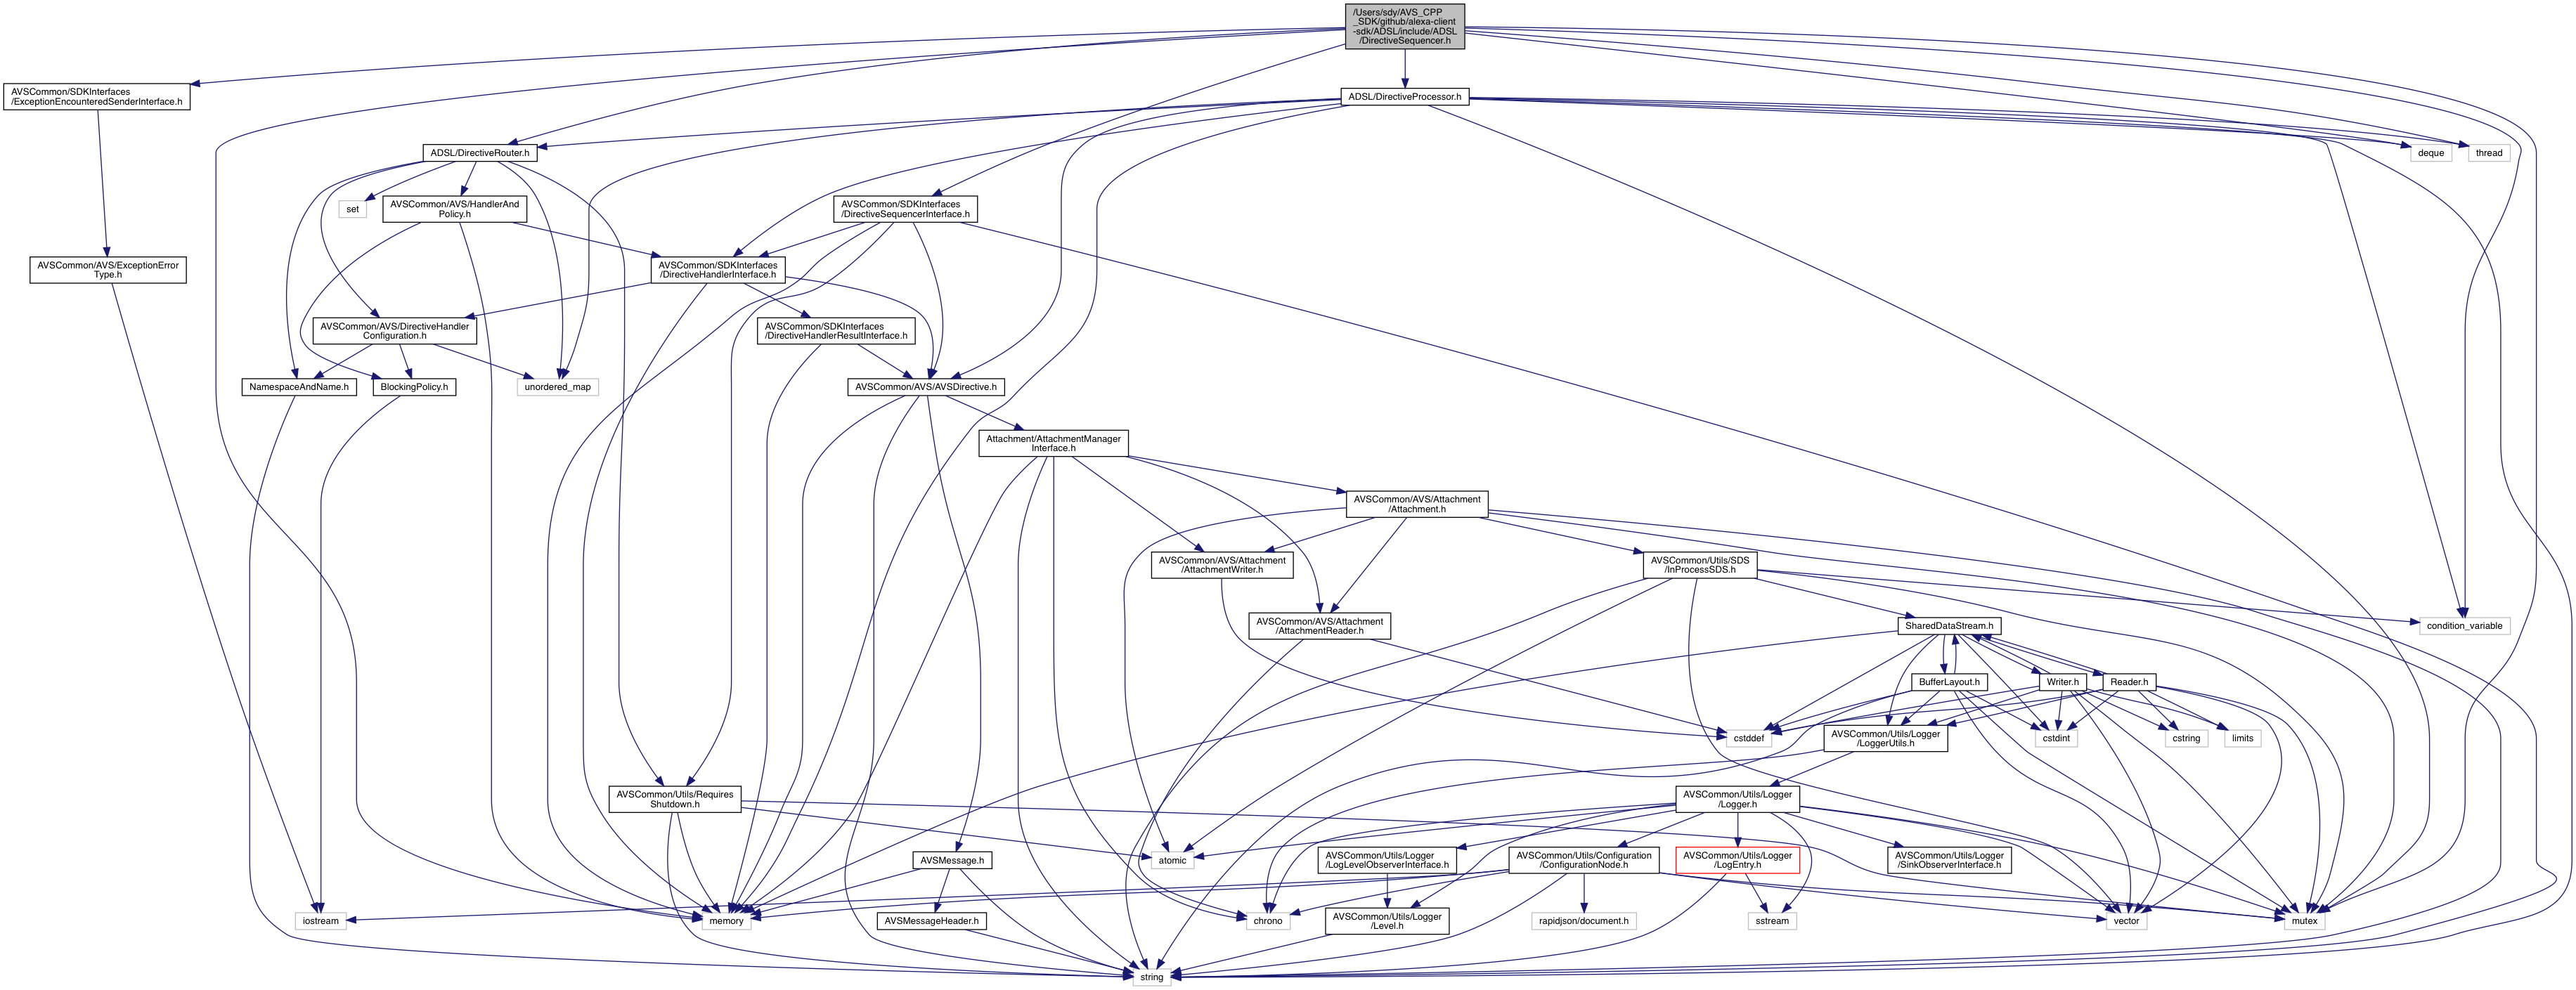 /Users/sdy/AVS_CPP
_SDK/github/alexa-client
-sdk/ADSL/include/ADSL
/DirectiveSequencer.h
AVSCommon/SDKInterfaces
/ExceptionEncounteredSenderInterface.h
ADSL/DirectiveProcessor.h
ADSL/DirectiveRouter.h
deque
thread
set
AVSCommon/AVS/HandlerAnd
Policy.h
AVSCommon/SDKInterfaces
/DirectiveSequencerInterface.h
AVSCommon/AVS/ExceptionError
Type.h
AVSCommon/SDKInterfaces
/DirectiveHandlerInterface.h
AVSCommon/AVS/DirectiveHandler
Configuration.h
AVSCommon/SDKInterfaces
/DirectiveHandlerResultInterface.h
NamespaceAndName.h
BlockingPolicy.h
unordered_map
AVSCommon/AVS/AVSDirective.h
Attachment/AttachmentManager
Interface.h
AVSCommon/AVS/Attachment
/Attachment.h
AVSCommon/AVS/Attachment
/AttachmentWriter.h
AVSCommon/Utils/SDS
/InProcessSDS.h
AVSCommon/AVS/Attachment
/AttachmentReader.h
SharedDataStream.h
condition_variable
BufferLayout.h
Writer.h
Reader.h
cstddef
AVSCommon/Utils/Logger
/LoggerUtils.h
cstdint
cstring
limits
AVSCommon/Utils/Requires
Shutdown.h
AVSCommon/Utils/Logger
/Logger.h
AVSMessage.h
atomic
AVSCommon/Utils/Logger
/LogLevelObserverInterface.h
AVSCommon/Utils/Configuration
/ConfigurationNode.h
AVSCommon/Utils/Logger
/LogEntry.h
AVSCommon/Utils/Logger
/SinkObserverInterface.h
iostream
memory
AVSMessageHeader.h
chrono
AVSCommon/Utils/Logger
/Level.h
rapidjson/document.h
sstream
vector
mutex
string